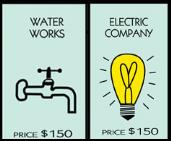 WATER
WORKS
PRICE $150
ELECTRIC
COMPANY
PRICE $150